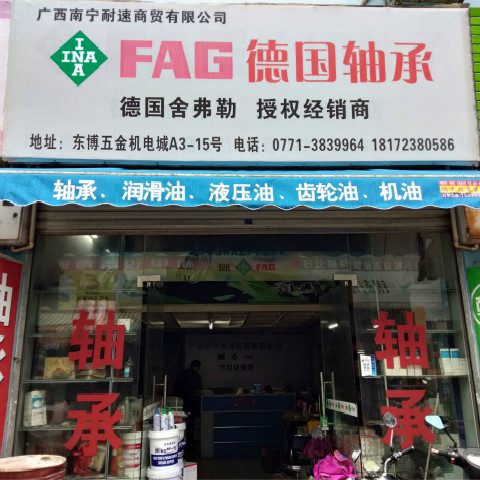 广西南宁耐速商贸有限公司
INA
INA
FAG 德国轴承
德国舍弗勒 授权经销商
地址: 东博五金机电城A3-15号 电话: 0771-3839964 18172380586
轴承、润滑油、液压油、齿轮油、机油
FAG
轴承
轴承
轴承